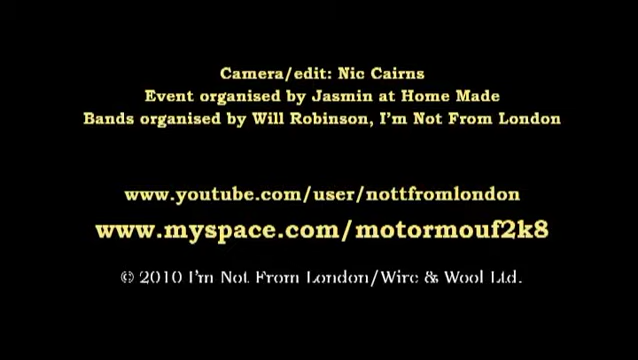 Camera/edit: Nic Cairns
Event organised by Jasmin at Home Made
Bands organised by Will Robinson, I'm Not From London
www.youtube.com/user/nottfromlondon
www.myspace.com/motormouf2k8
© 2010 I'm Not From London/Wire & Wool Ltd.